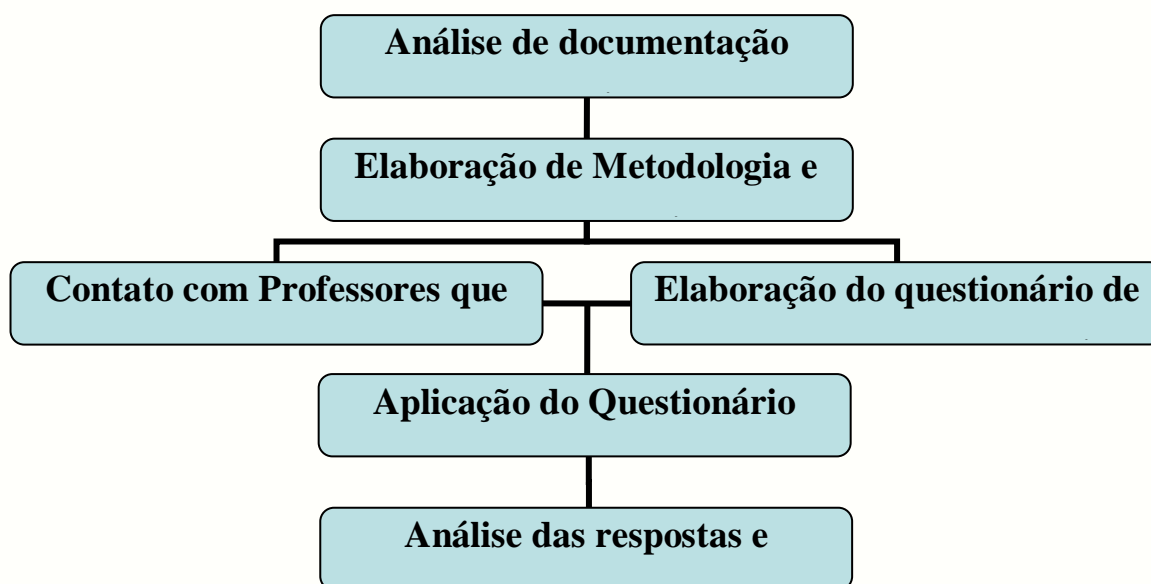 Análise de documentação
Elaboração de Metodologia e
Contato com Professores que
Elaboração do questionário de
Aplicação do Questionário
Análise das respostas e